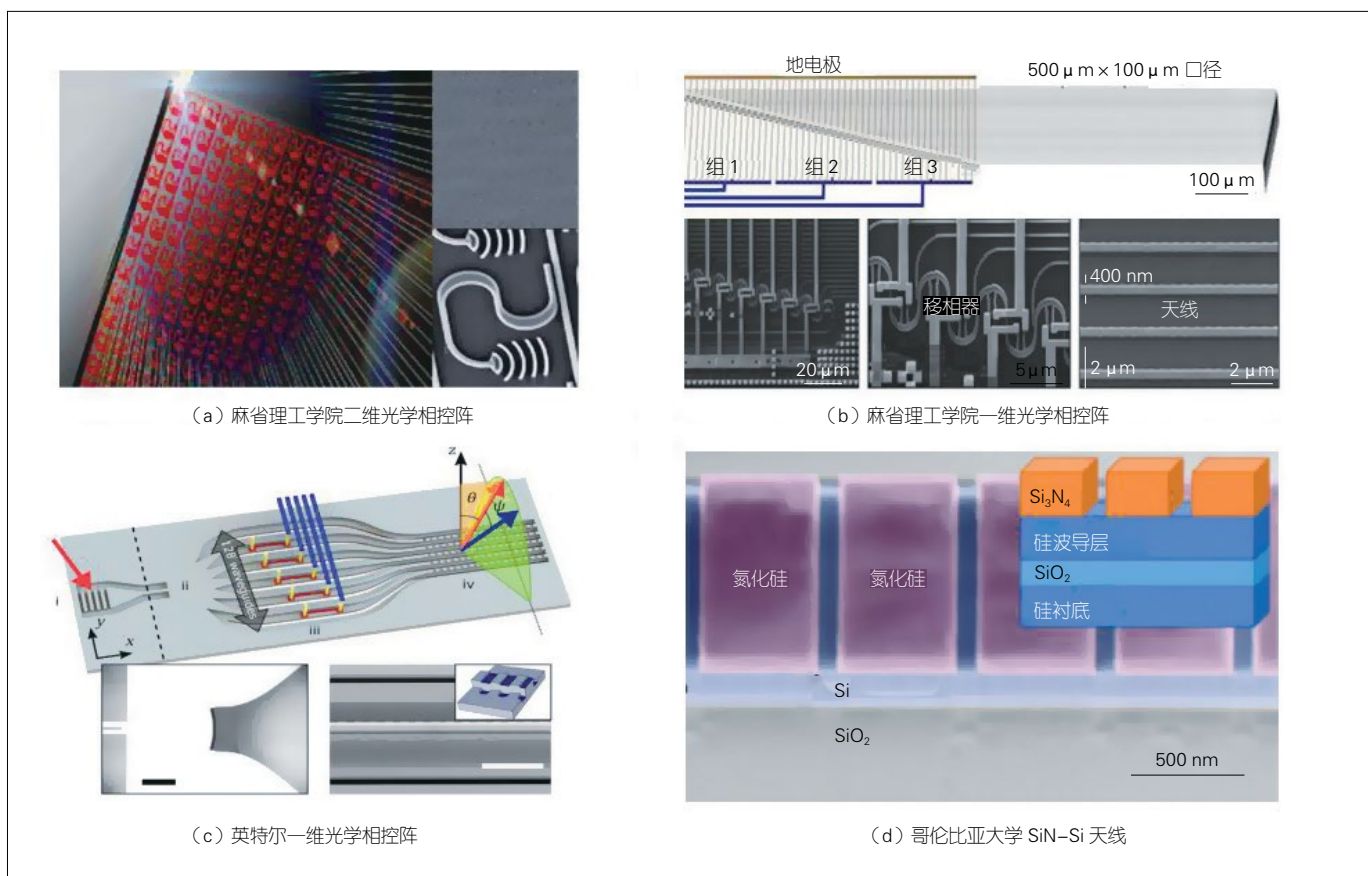 地电极
500 μm×100 μm 口径
组 1
组 2
组 3
100 μm
移相器
400 nm
天线
2 μm
20 μm
5 μm
2 μm
（a）麻省理工学院二维光学相控阵
（b）麻省理工学院一维光学相控阵
z
θ
ψ
128 waveguides
i
ii
iii
iv
y
x
Si₃N₄
硅波导层
SiO₂
硅衬底
氮化硅
氮化硅
Si
SiO₂
500 nm
（c）英特尔一维光学相控阵
（d）哥伦比亚大学 SiN–Si 天线